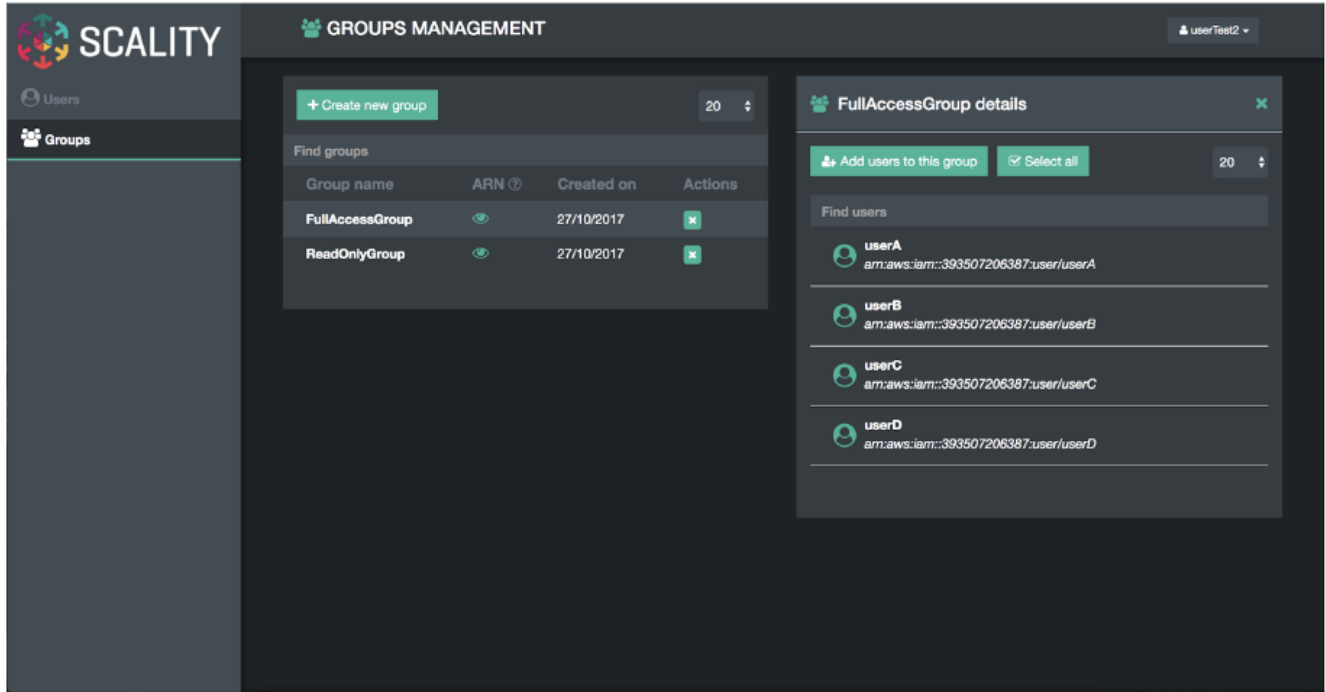 SCALITY
GROUPS MANAGEMENT
userTest2
Users
Groups
+ Create new group
20
Find groups
Group name ARN Created on Actions
FullAccessGroup 27/10/2017
ReadOnlyGroup 27/10/2017
FullAccessGroup details
Add users to this group Select all 20
Find users
userA
arn:aws:iam::393507206387:user/userA
userB
arn:aws:iam::393507206387:user/userB
userC
arn:aws:iam::393507206387:user/userC
userD
arn:aws:iam::393507206387:user/userD